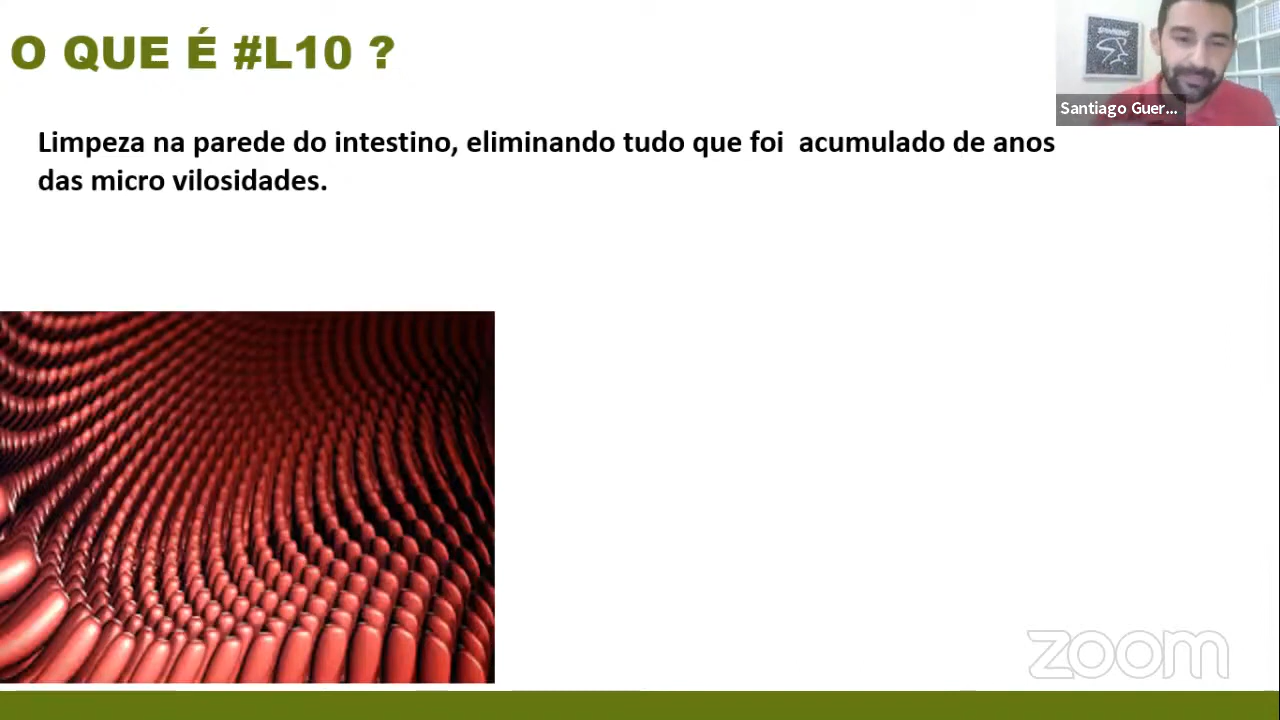 O QUE É #L10 ?
Santiago Guer...
Limpeza na parede do intestino, eliminando tudo que foi acumulado de anos
das micro vilosidades.
zoom